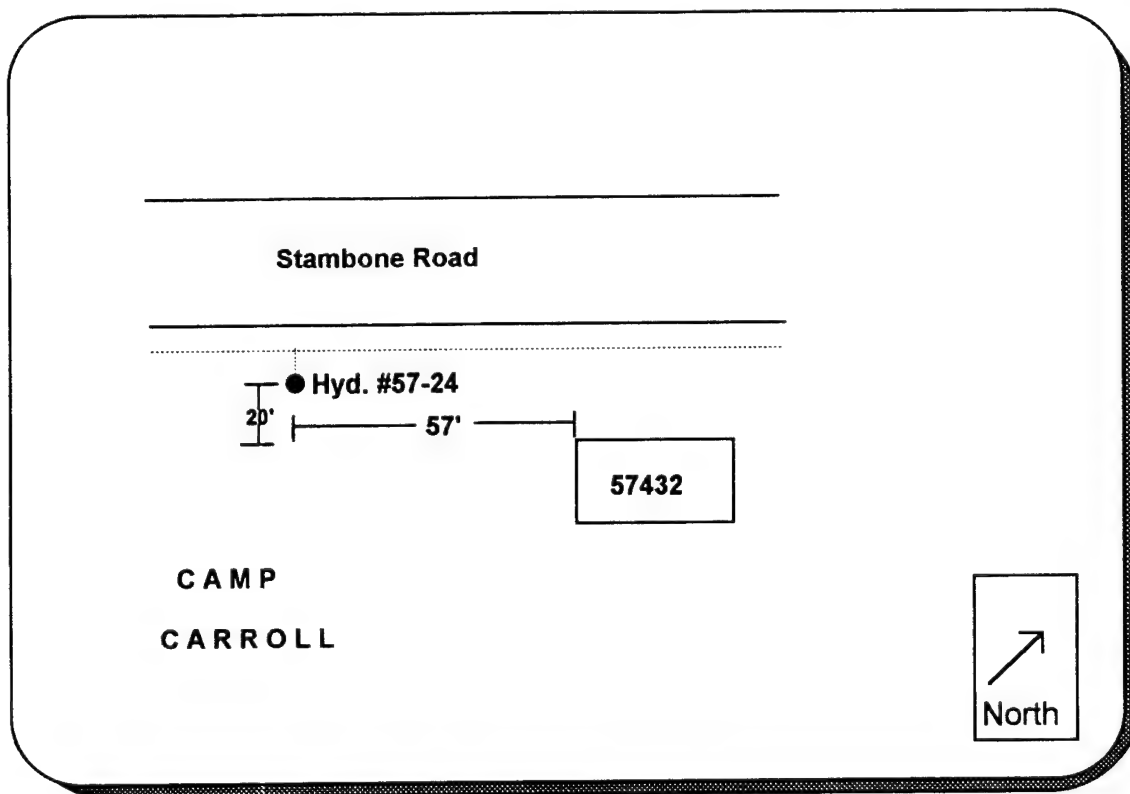 Stambone Road
Hyd. #57-24
20'
57'
57432
CAMP
CARROLL
North